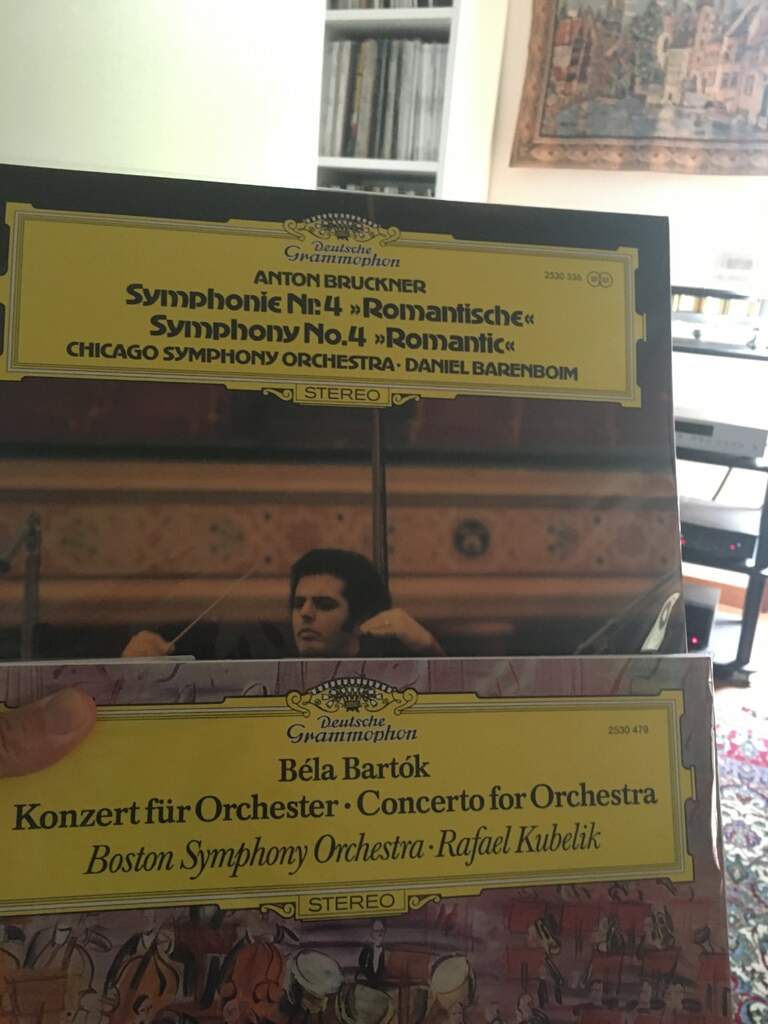 Deutsche
Grammophon
2530 336
ANTON BRUCKNER
Symphonie Nr.4 »Romantische«
Symphony No.4 »Romantic«
CHICAGO SYMPHONY ORCHESTRA · DANIEL BARENBOIM
STEREO
Deutsche
Grammophon
2530 479
Béla Bartók
Konzert für Orchester · Concerto for Orchestra
Boston Symphony Orchestra · Rafael Kubelik
STEREO